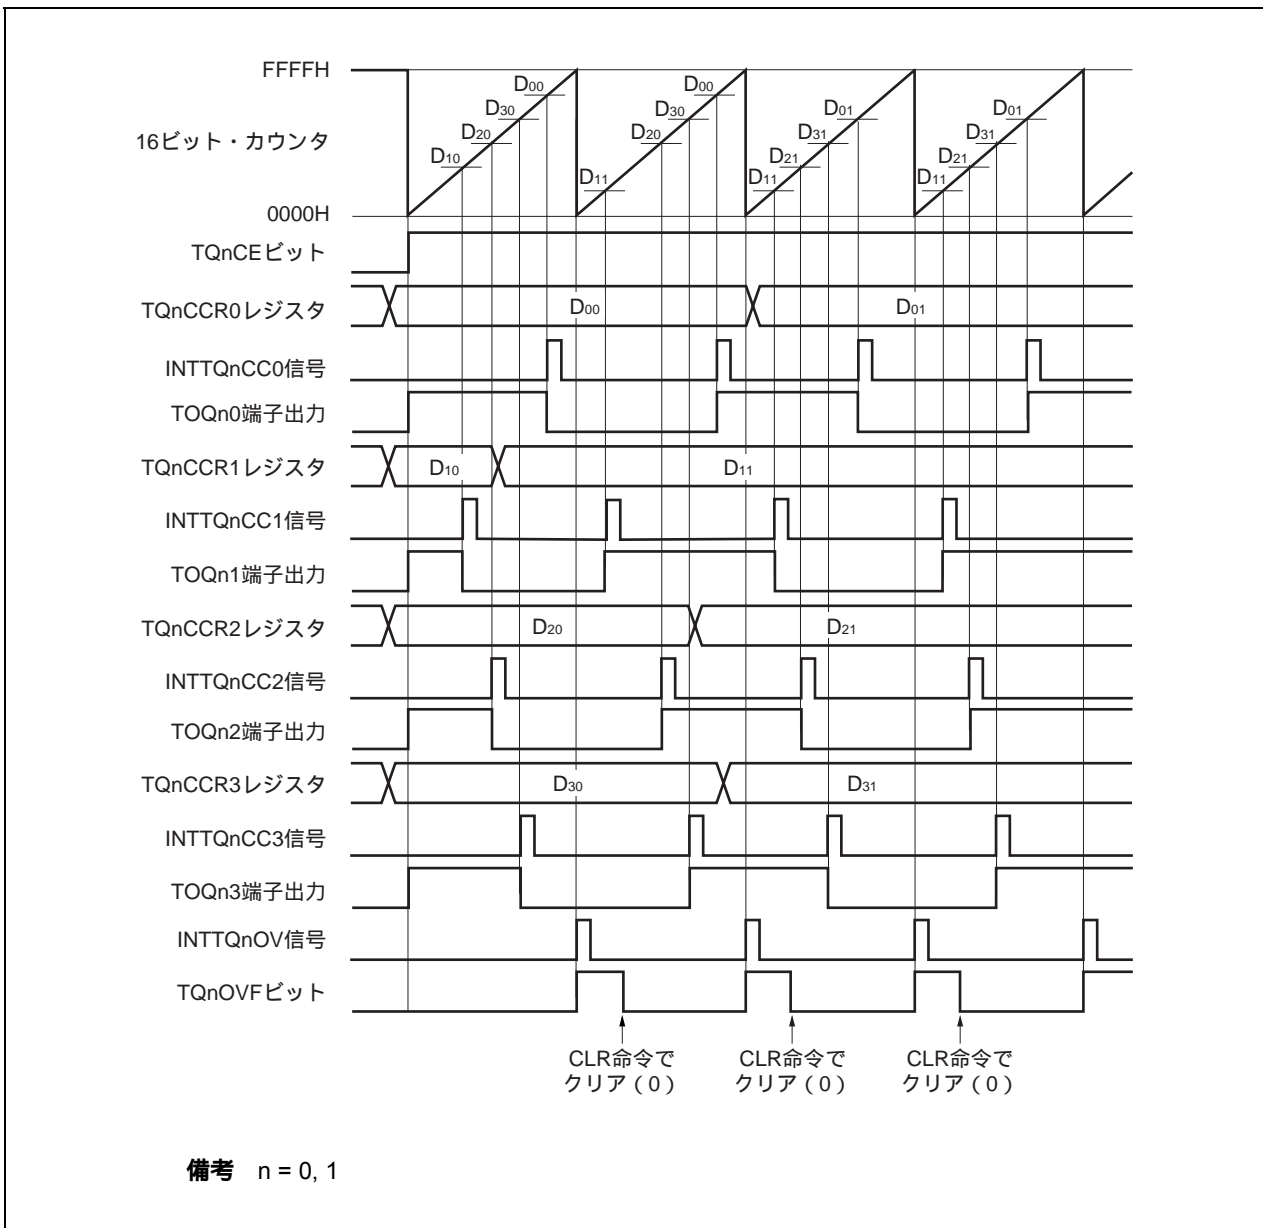 FFFFH
D00
D00
D30
D30
D01
D01
D20
D20
D31
D31
16ビット・カウンタ
D10
D21
D21
D11
D11
D11
0000H
TQnCEビット
TQnCCR0レジスタ
D00
D01
INTTQnCC0信号
TOQn0端子出力
TQnCCR1レジスタ
D10
D11
INTTQnCC1信号
TOQn1端子出力
TQnCCR2レジスタ
D20
D21
INTTQnCC2信号
TOQn2端子出力
TQnCCR3レジスタ
D30
D31
INTTQnCC3信号
TOQn3端子出力
INTTQnOV信号
TQnOVFビット
CLR命令で
クリア（0）
CLR命令で
クリア（0）
CLR命令で
クリア（0）
備考 n = 0, 1